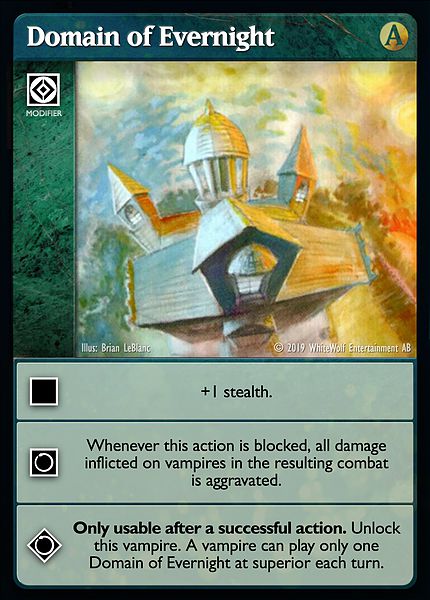 Domain of Evernight
A
MODIFIER
Illus: Brian LeBlanc
© 2019 WhiteWolf Entertainment AB
+1 stealth.
Whenever this action is blocked, all damage
inflicted on vampires in the resulting combat
is aggravated.
Only usable after a successful action. Unlock
this vampire. A vampire can play only one
Domain of Evernight at superior each turn.